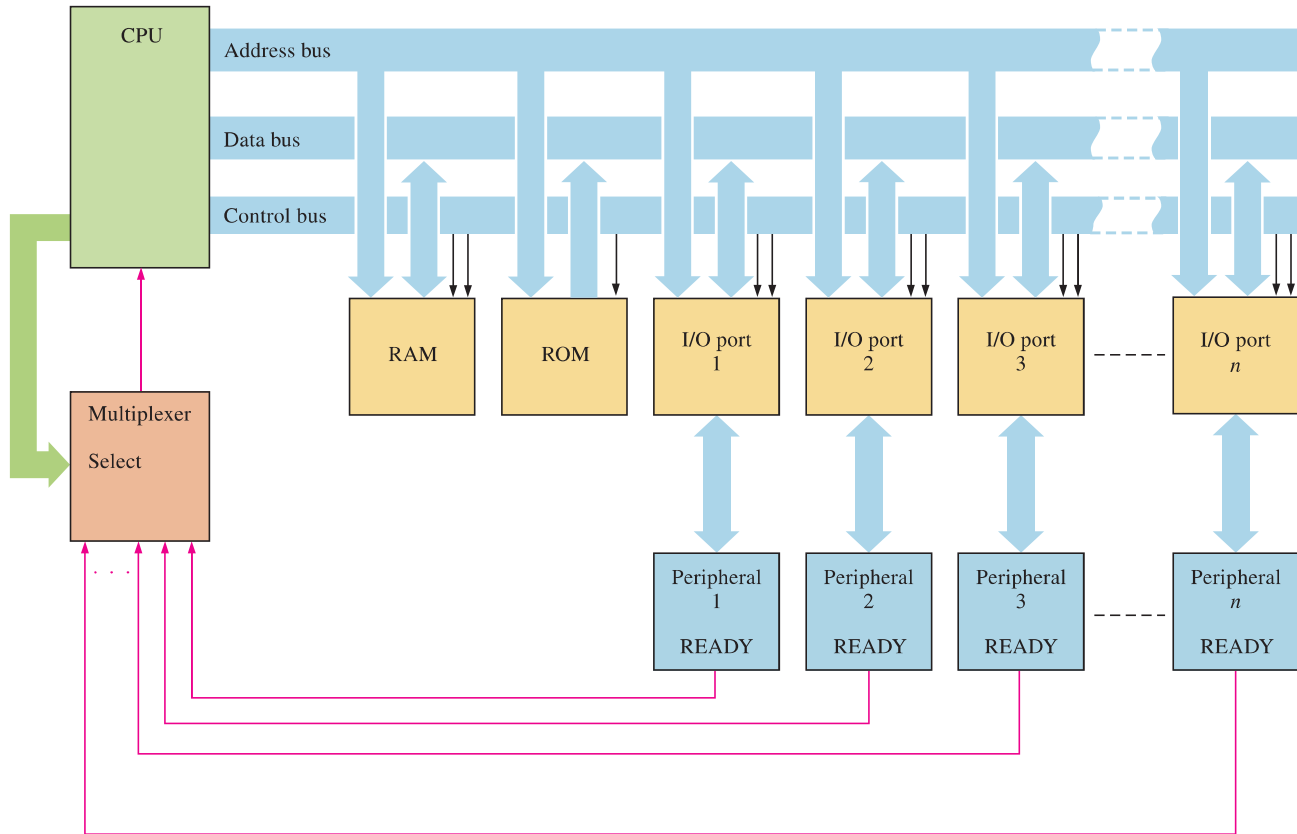 CPU
Address bus
Data bus
Control bus
RAM
ROM
I/O port
1
I/O port
2
I/O port
3
I/O port
n
Multiplexer
Select
Peripheral
1
READY
Peripheral
2
READY
Peripheral
3
READY
Peripheral
n
READY